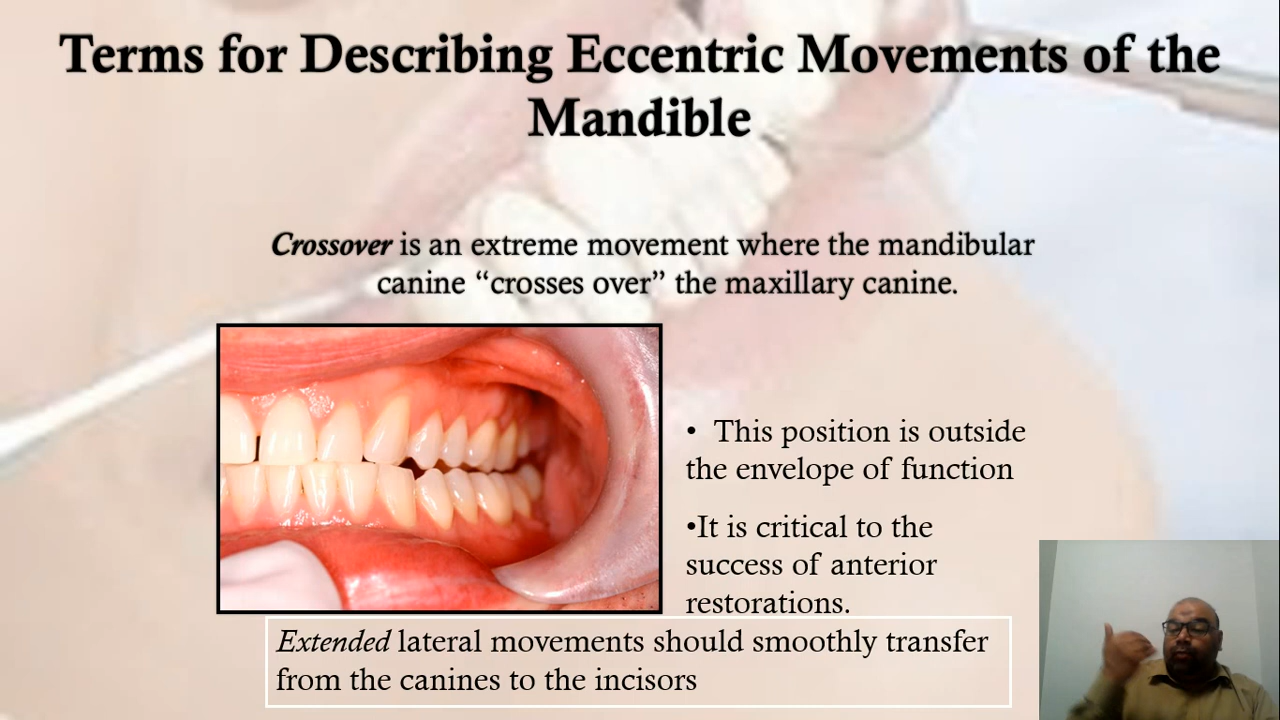 Terms for Describing Eccentric Movements of the
Mandible
Crossover is an extreme movement where the mandibular
canine “crosses over” the maxillary canine.
• This position is outside
the envelope of function
•It is critical to the
success of anterior
restorations.
Extended lateral movements should smoothly transfer
from the canines to the incisors